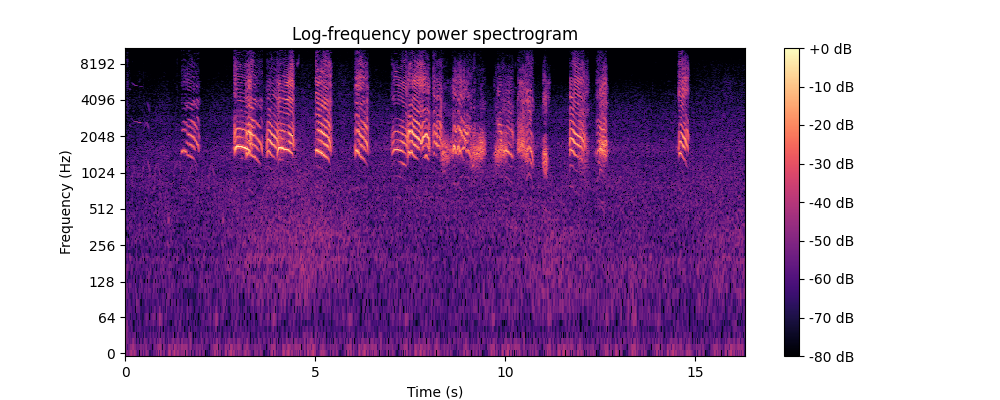 Log-frequency power spectrogram
Frequency (Hz)
8192
4096
2048
1024
512
256
128
64
0
0
5
10
15
Time (s)
+0 dB
-10 dB
-20 dB
-30 dB
-40 dB
-50 dB
-60 dB
-70 dB
-80 dB